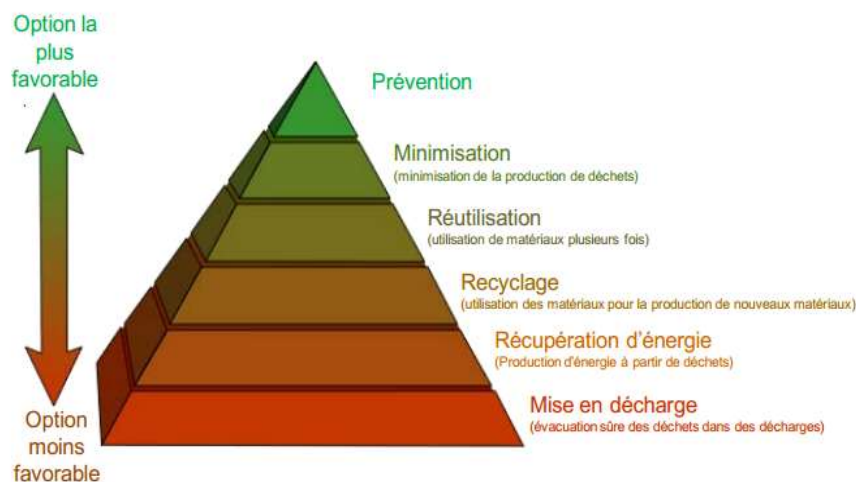 Option la
plus
favorable
Prévention
Minimisation
(minimisation de la production de déchets)
Réutilisation
(utilisation de matériaux plusieurs fois)
Recyclage
(utilisation des matériaux pour la production de nouveaux matériaux)
Récupération d'énergie
(Production d'énergie à partir de déchets)
Mise en décharge
(évacuation sûre des déchets dans des décharges)
Option
moins
favorable